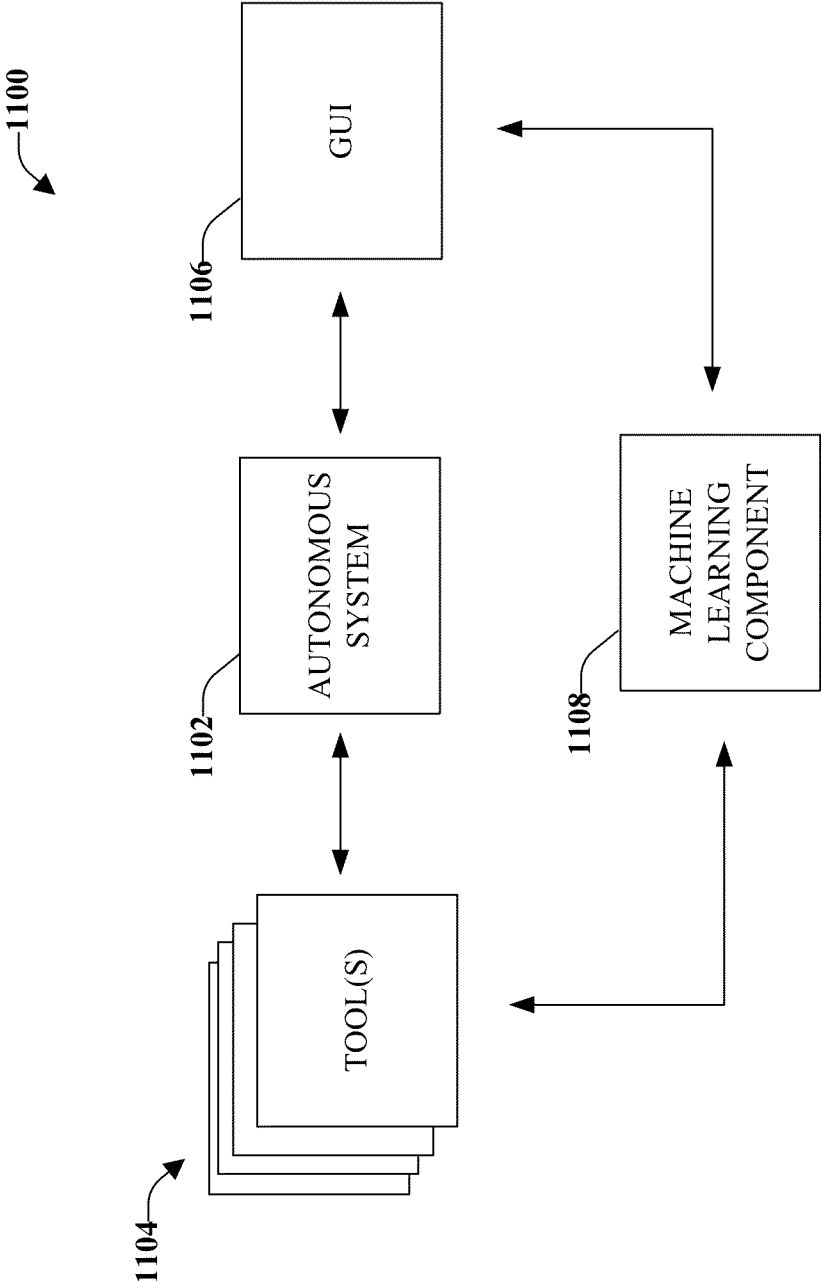 1100
1104
TOOL(S)
1102
AUTONOMOUS
SYSTEM
1106
GUI
1108
MACHINE
LEARNING
COMPONENT